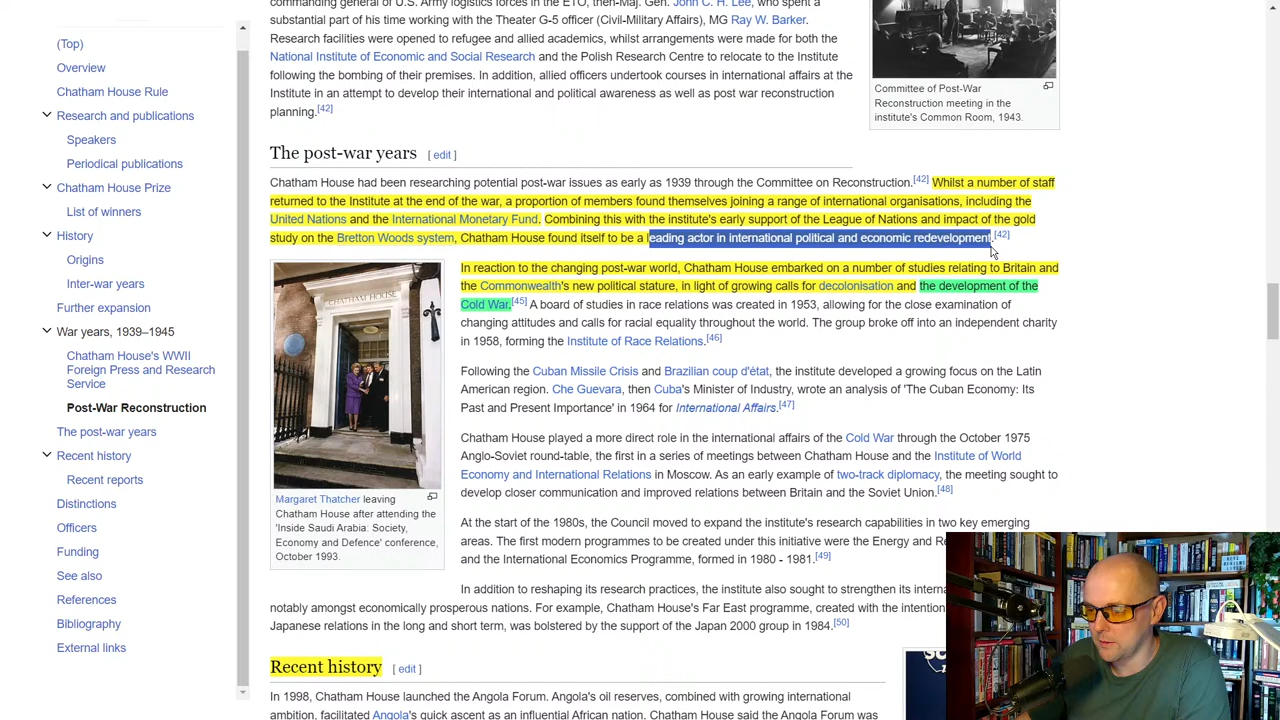 commanding general of U.S. Army logistics forces in the ETO, then-Maj. Gen. John C. H. Lee, who spent a
substantial part of his time working with the Theater G-5 officer (Civil-Military Affairs), MG Ray W. Barker.
Research facilities were opened to refugee and allied academics, whilst arrangements were made for both the
National Institute of Economic and Social Research and the Polish Research Centre to relocate to the Institute
following the bombing of their premises. In addition, allied officers undertook courses in international affairs at the
Institute in an attempt to develop their international and political awareness as well as post war reconstruction
planning.[42]
Committee of Post-War
Reconstruction meeting in the
institute's Common Room, 1943.
(Top)
Overview
Chatham House Rule
Research and publications
Speakers
Periodical publications
Chatham House Prize
List of winners
History
Origins
Inter-war years
Further expansion
War years, 1939–1945
Chatham House's WWII
Foreign Press and Research
Service
Post-War Reconstruction
The post-war years
Recent history
Recent reports
Distinctions
Officers
Funding
See also
References
Bibliography
External links
The post-war years [ edit ]
Chatham House had been researching potential post-war issues as early as 1939 through the Committee on Reconstruction.[42] Whilst a number of staff
returned to the Institute at the end of the war, a proportion of members found themselves joining a range of international organisations, including the
United Nations and the International Monetary Fund. Combining this with the institute's early support of the League of Nations and impact of the gold
study on the Bretton Woods system, Chatham House found itself to be a leading actor in international political and economic redevelopment.[42]
CHATHAM HOUSE
Margaret Thatcher leaving
Chatham House after attending the
'Inside Saudi Arabia: Society,
Economy and Defence' conference,
October 1993.
In reaction to the changing post-war world, Chatham House embarked on a number of studies relating to Britain and
the Commonwealth's new political stature, in light of growing calls for decolonisation and the development of the
Cold War.[45] A board of studies in race relations was created in 1953, allowing for the close examination of
changing attitudes and calls for racial equality throughout the world. The group broke off into an independent charity
in 1958, forming the Institute of Race Relations.[46]
Following the Cuban Missile Crisis and Brazilian coup d'état, the institute developed a growing focus on the Latin
American region. Che Guevara, then Cuba's Minister of Industry, wrote an analysis of 'The Cuban Economy: Its
Past and Present Importance' in 1964 for International Affairs.[47]
Chatham House played a more direct role in the international affairs of the Cold War through the October 1975
Anglo-Soviet round-table, the first in a series of meetings between Chatham House and the Institute of World
Economy and International Relations in Moscow. As an early example of two-track diplomacy, the meeting sought to
develop closer communication and improved relations between Britain and the Soviet Union.[48]
At the start of the 1980s, the Council moved to expand the institute's research capabilities in two key emerging
areas. The first modern programmes to be created under this initiative were the Energy and Re
and the International Economics Programme, formed in 1980 - 1981.[49]
In addition to reshaping its research practices, the institute also sought to strengthen its interna
notably amongst economically prosperous nations. For example, Chatham House's Far East programme, created with the intention
Japanese relations in the long and short term, was bolstered by the support of the Japan 2000 group in 1984.[50]
Recent history [ edit ]
In 1998, Chatham House launched the Angola Forum. Angola's oil reserves, combined with growing international
ambition, facilitated Angola's quick ascent as an influential African nation. Chatham House said the Angola Forum was